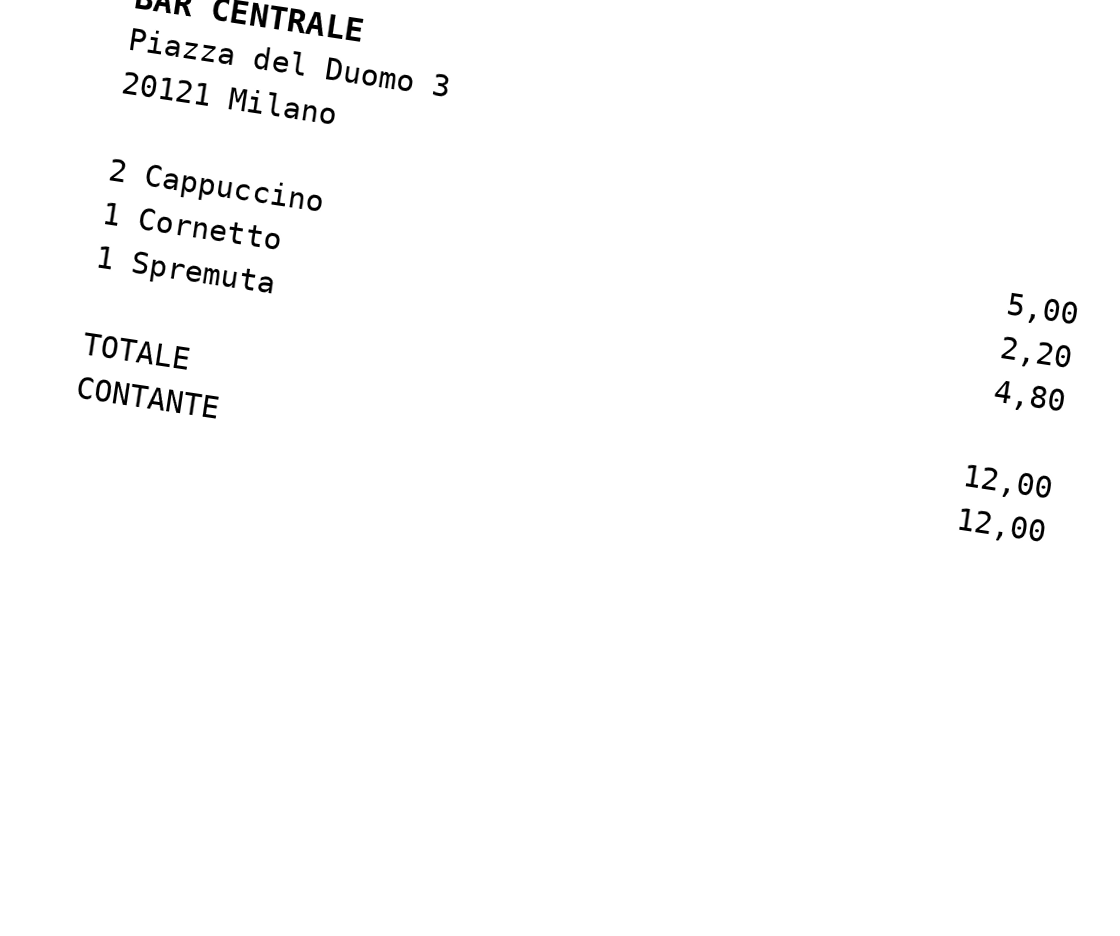 BAR CENTRALE
Piazza del Duomo 3
20121 Milano
2 Cappuccino 5,00
1 Cornetto 2,20
1 Spremuta 4,80
TOTALE 12,00
CONTANTE 12,00